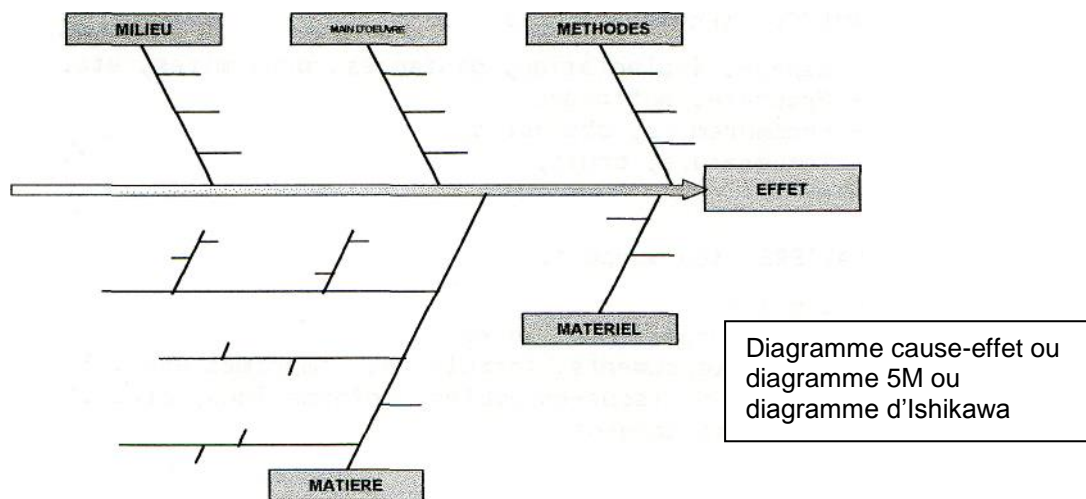 MILIEU
MAIN D'OEUVRE
METHODES
EFFET
MATERIEL
Diagramme cause-effet ou
diagramme 5M ou
diagramme d'Ishikawa
MATIERE